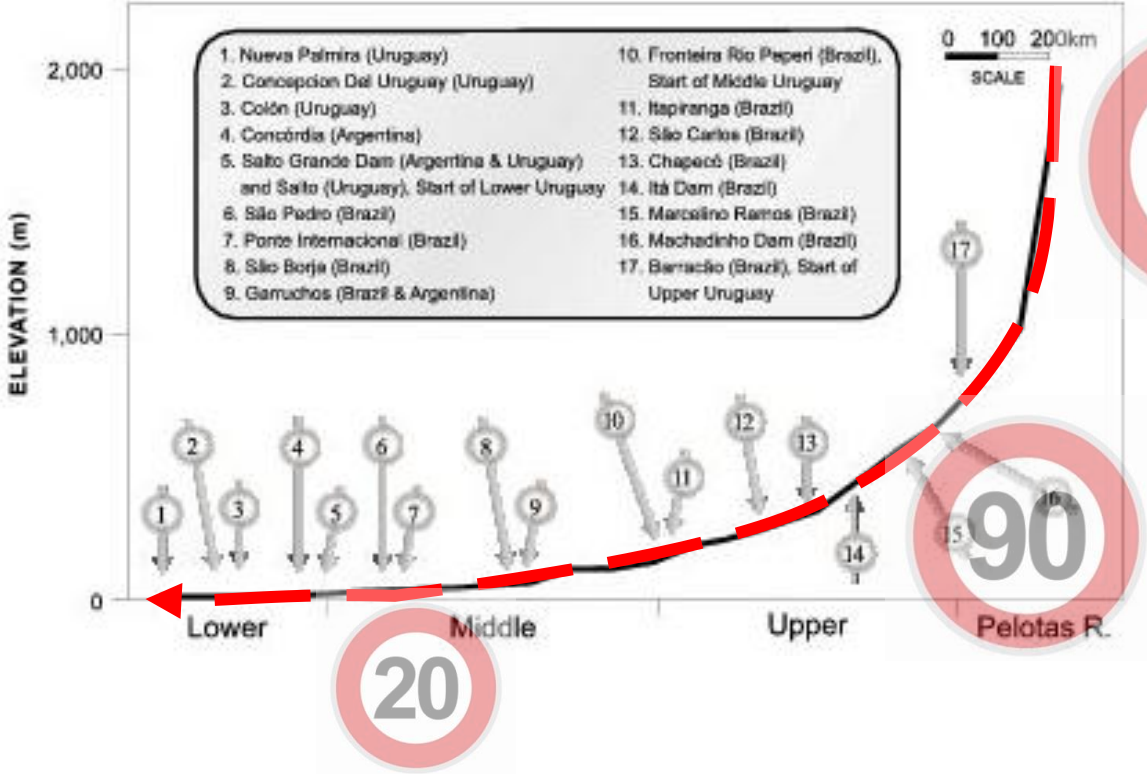 0 100 200km
SCALE
2,000
1,000
0
ELEVATION (m)
1. Nueva Palmira (Uruguay)
2. Concepcion Del Uruguay (Uruguay)
3. Colón (Uruguay)
4. Concórdia (Argentina)
5. Salto Grande Dam (Argentina & Uruguay)
and Salto (Uruguay), Start of Lower Uruguay
6. São Pedro (Brazil)
7. Ponte Internacional (Brazil)
8. São Borja (Brazil)
9. Garruchos (Brazil & Argentina)
10. Fronteira Rio Peperi (Brazil),
Start of Middle Uruguay
11. Itapiranga (Brazil)
12. São Carlos (Brazil)
13. Chapecó (Brazil)
14. Itá Dam (Brazil)
15. Marcelino Ramos (Brazil)
16. Machadinho Dam (Brazil)
17. Barracão (Brazil), Start of
Upper Uruguay
1
2
3
4
5
6
7
8
9
10
11
12
13
14
15
16
17
Lower
Middle
Upper
Pelotas R.
20
90